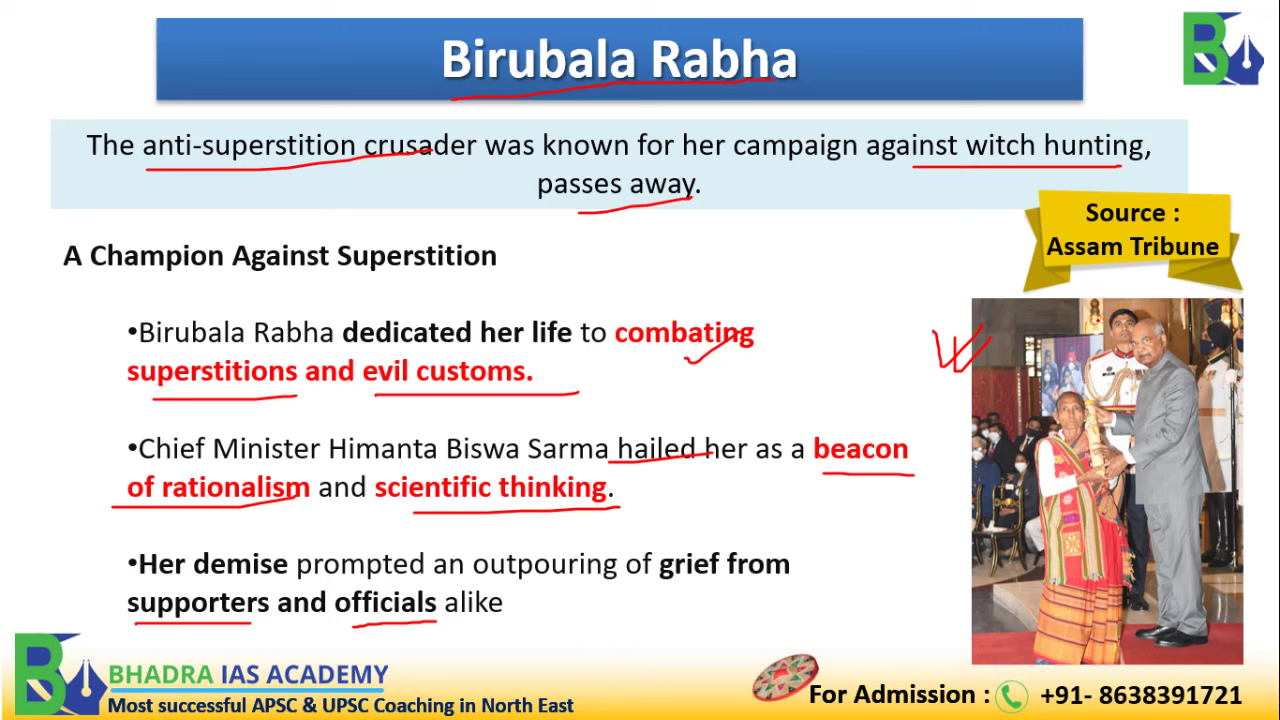 Birubala Rabha
The anti-superstition crusader was known for her campaign against witch hunting,
passes away.
Source :
Assam Tribune
A Champion Against Superstition
•Birubala Rabha dedicated her life to combating
superstitions and evil customs.
•Chief Minister Himanta Biswa Sarma hailed her as a beacon
of rationalism and scientific thinking.
•Her demise prompted an outpouring of grief from
supporters and officials alike
BHADRA IAS ACADEMY
Most successful APSC & UPSC Coaching in North East
For Admission : +91- 8638391721